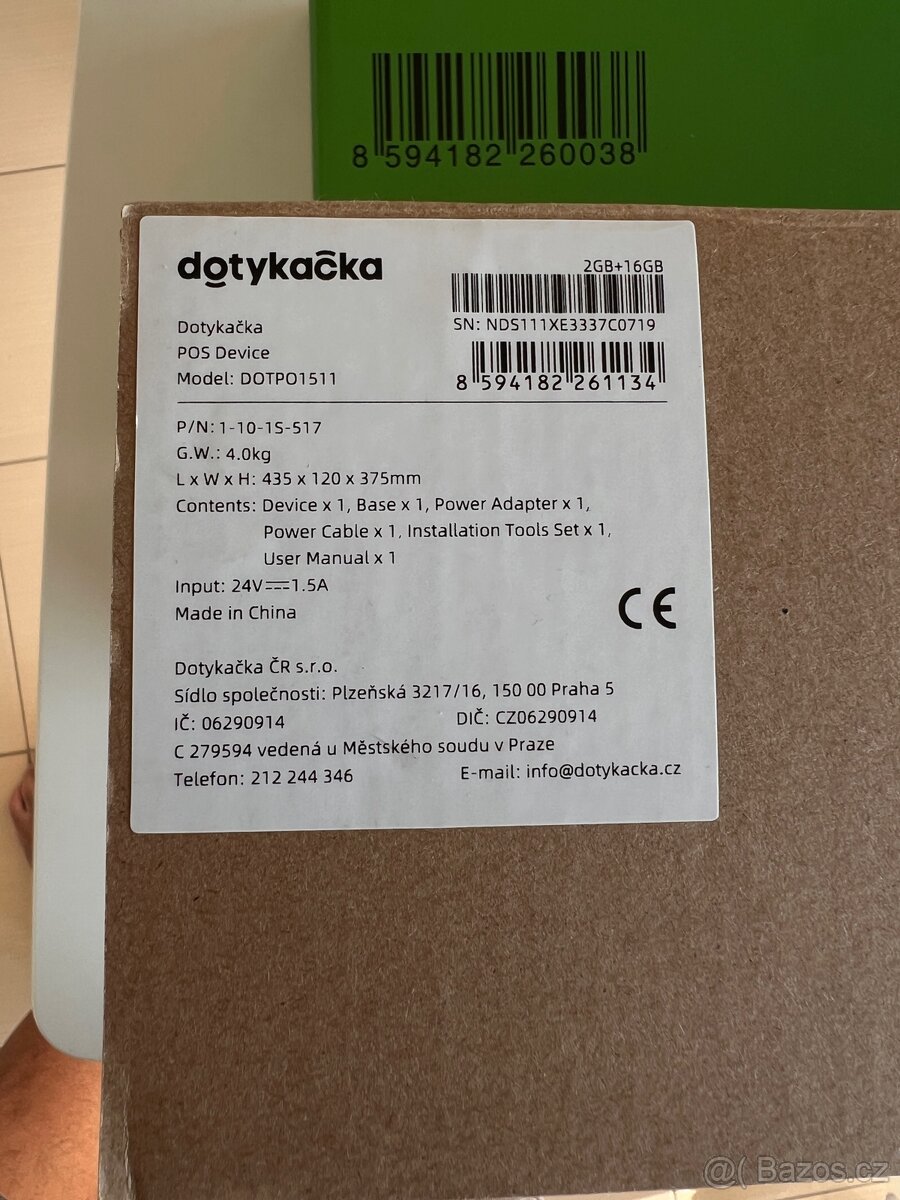 8 594182 260038
dotykačka
2GB+16GB
SN: NDS111XE3337C0719
Dotykačka
POS Device
Model: DOTPO1511
8 594182 261134
P/N: 1-10-1S-517
G.W.: 4.0kg
L x W x H: 435 x 120 x 375mm
Contents: Device x 1, Base x 1, Power Adapter x 1,
Power Cable x 1, Installation Tools Set x 1,
User Manual x 1
Input: 24V⎓1.5A
Made in China
CE
Dotykačka ČR s.r.o.
Sídlo společnosti: Plzeňská 3217/16, 150 00 Praha 5
IČ: 06290914 DIČ: CZ06290914
C 279594 vedená u Městského soudu v Praze
Telefon: 212 244 346 E-mail: info@dotykacka.cz
@( Bazos.cz